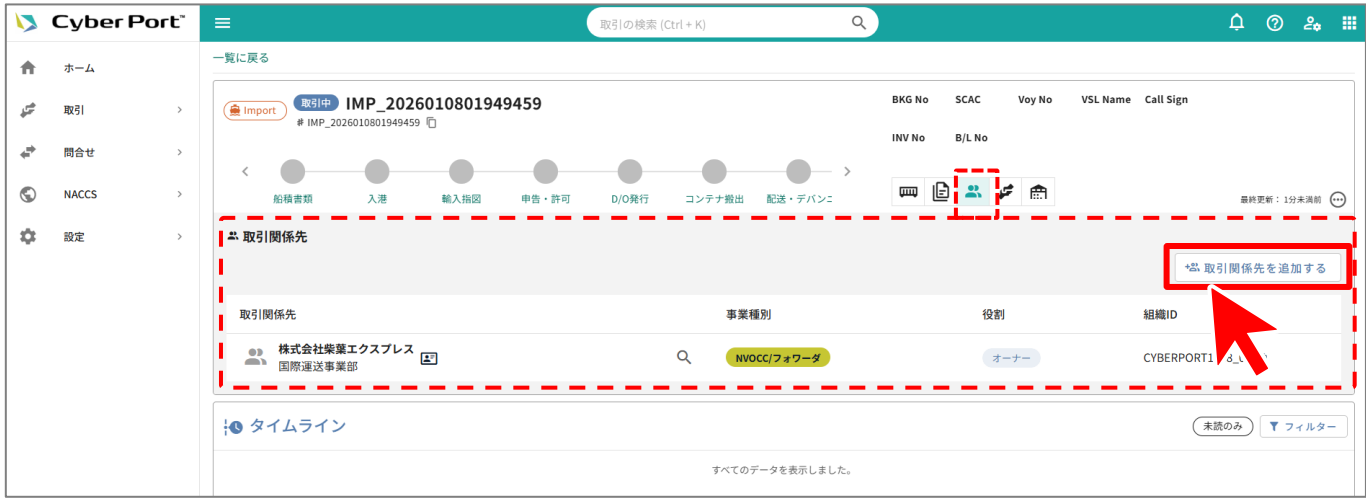 Cyber Port™
取引の検索 (Ctrl + K)
ホーム
取引
問合せ
NACCS
設定
一覧に戻る
Import
取引中
IMP_2026010801949459
# IMP_2026010801949459
BKG No SCAC Voy No VSL Name Call Sign
INV No B/L No
船積書類 入港 輸入指図 申告・許可 D/O発行 コンテナ搬出 配送・デバンニ
最終更新： 1分未満前
取引関係先
取引関係先を追加する
取引関係先 事業種別 役割 組織ID
株式会社柴葉エクスプレス
国際運送事業部
NVOCC/フォワーダ
オーナー
CYBERPORT1
タイムライン
未読のみ
フィルター
すべてのデータを表示しました。